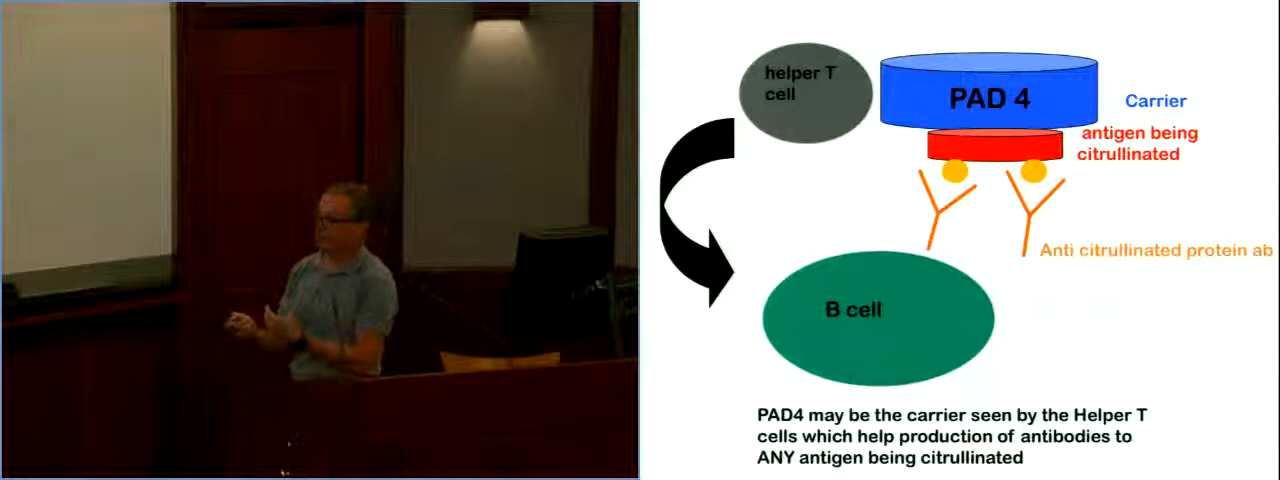 helper T
cell
PAD 4
Carrier
antigen being
citrullinated
Anti citrullinated protein ab
B cell
PAD4 may be the carrier seen by the Helper T
cells which help production of antibodies to
ANY antigen being citrullinated